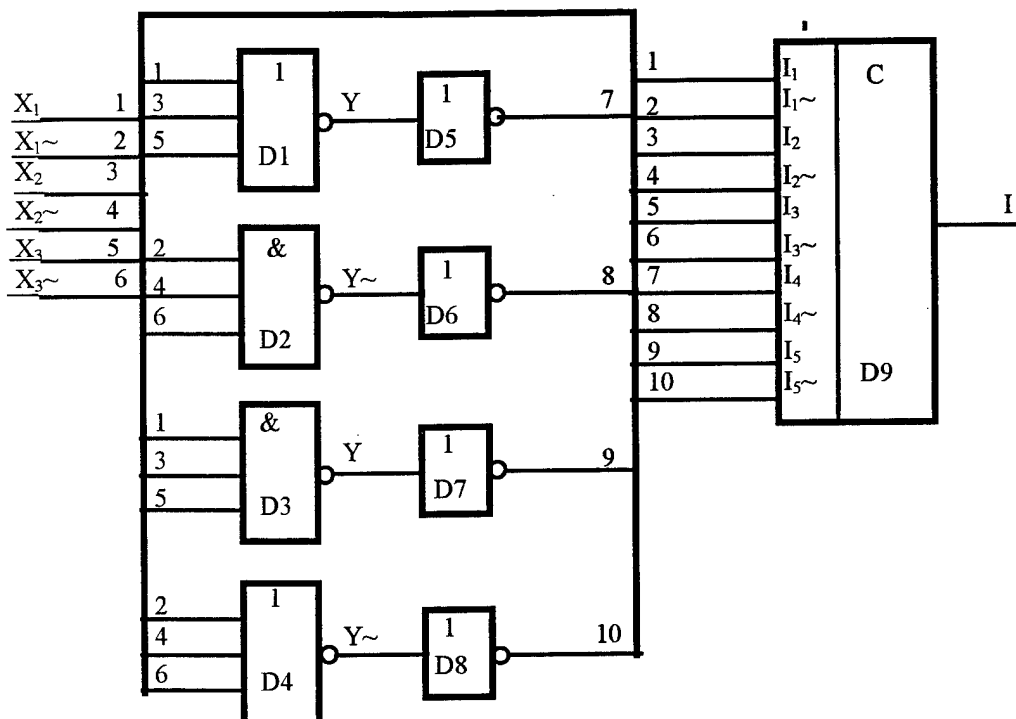 X₁ 1
X₁~ 2
X₂ 3
X₂~ 4
X₃ 5
X₃~ 6
1
3
5
1
D1
Y
1
D5
7
2
4
6
&
D2
Y~
1
D6
8
1
3
5
&
D3
Y
1
D7
9
2
4
6
1
D4
Y~
1
D8
10
1 I₁
2 I₁~
3 I₂
4 I₂~
5 I₃
6 I₃~
7 I₄
8 I₄~
9 I₅
10 I₅~
C
D9
I